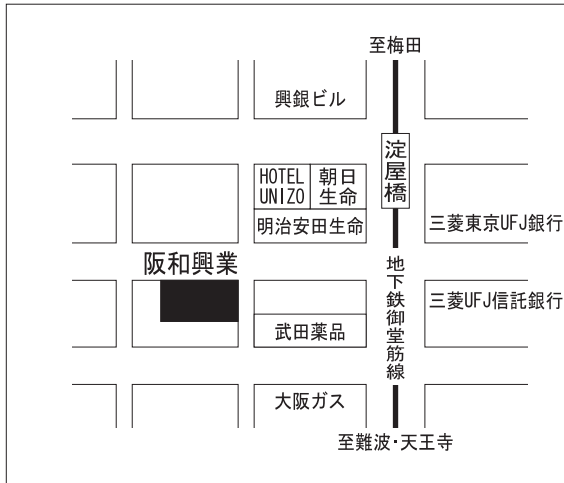 至梅田
興銀ビル
淀屋橋
HOTEL UNIZO
朝日生命
明治安田生命
三菱東京UFJ銀行
阪和興業
地下鉄御堂筋線
三菱UFJ信託銀行
武田薬品
大阪ガス
至難波・天王寺